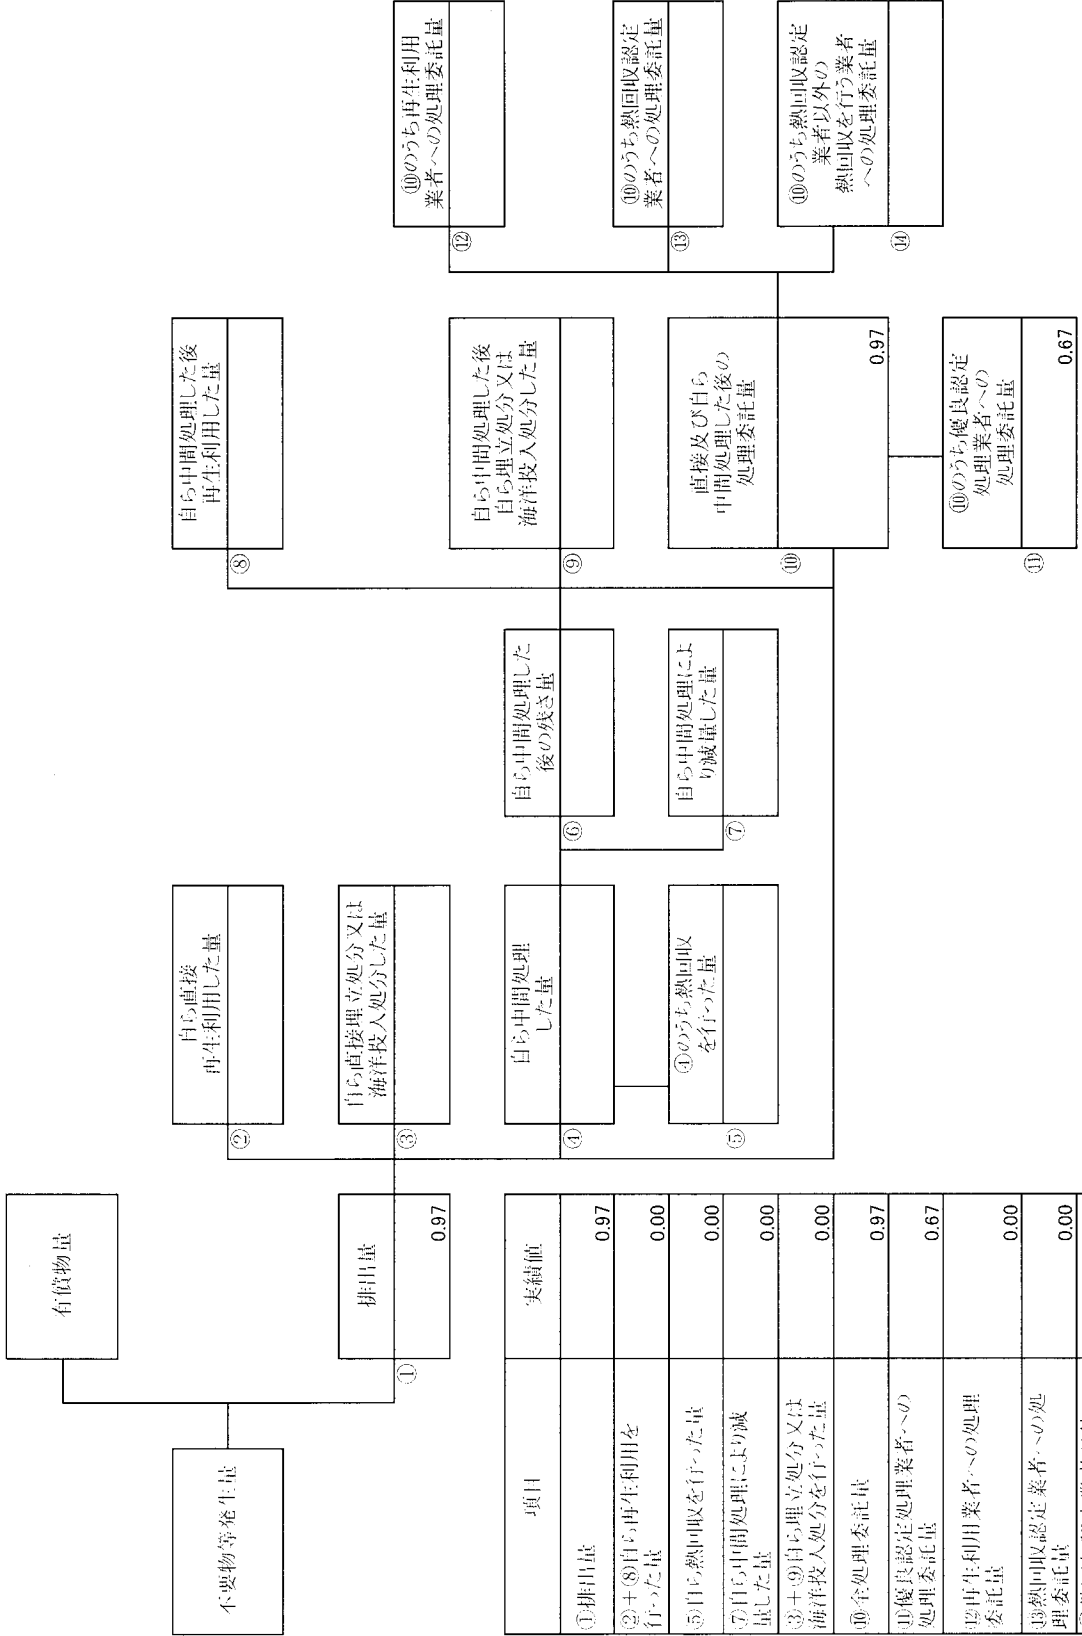 不要物等発生量
有償物量
①
排出量
0.97
②
自ら直接
再生利用した量
③
自ら直接埋立処分又は
海洋投入処分した量
④
自ら中間処理
した量
⑤
④のうち熱回収
を行った量
⑥
自ら中間処理した
後の残さ量
⑦
自ら中間処理によ
り減量した量
⑧
自ら中間処理した後
再生利用した量
⑨
自ら中間処理した後
自ら埋立処分又は
海洋投入処分した量
⑩
直接及び自ら
中間処理した後の
処理委託量
0.97
⑪
⑩のうち優良認定
処理業者への
処理委託量
0.67
⑫
⑩のうち再生利用
業者への処理委託量
⑬
⑩のうち熱回収認定
業者への処理委託量
⑭
⑩のうち熱回収認定
業者以外の
熱回収を行う業者
への処理委託量
項目
実績値
①排出量
0.97
②+⑧自ら再生利用を
行った量
0.00
⑤自ら熱回収を行った量
0.00
⑦自ら中間処理により減
量した量
0.00
③+⑨自ら埋立処分又は
海洋投入処分を行った量
0.00
⑩全処理委託量
0.97
⑪優良認定処理業者への
処理委託量
0.67
⑫再生利用業者への処理
委託量
0.00
⑬熱回収認定業者への処
理委託量
0.00